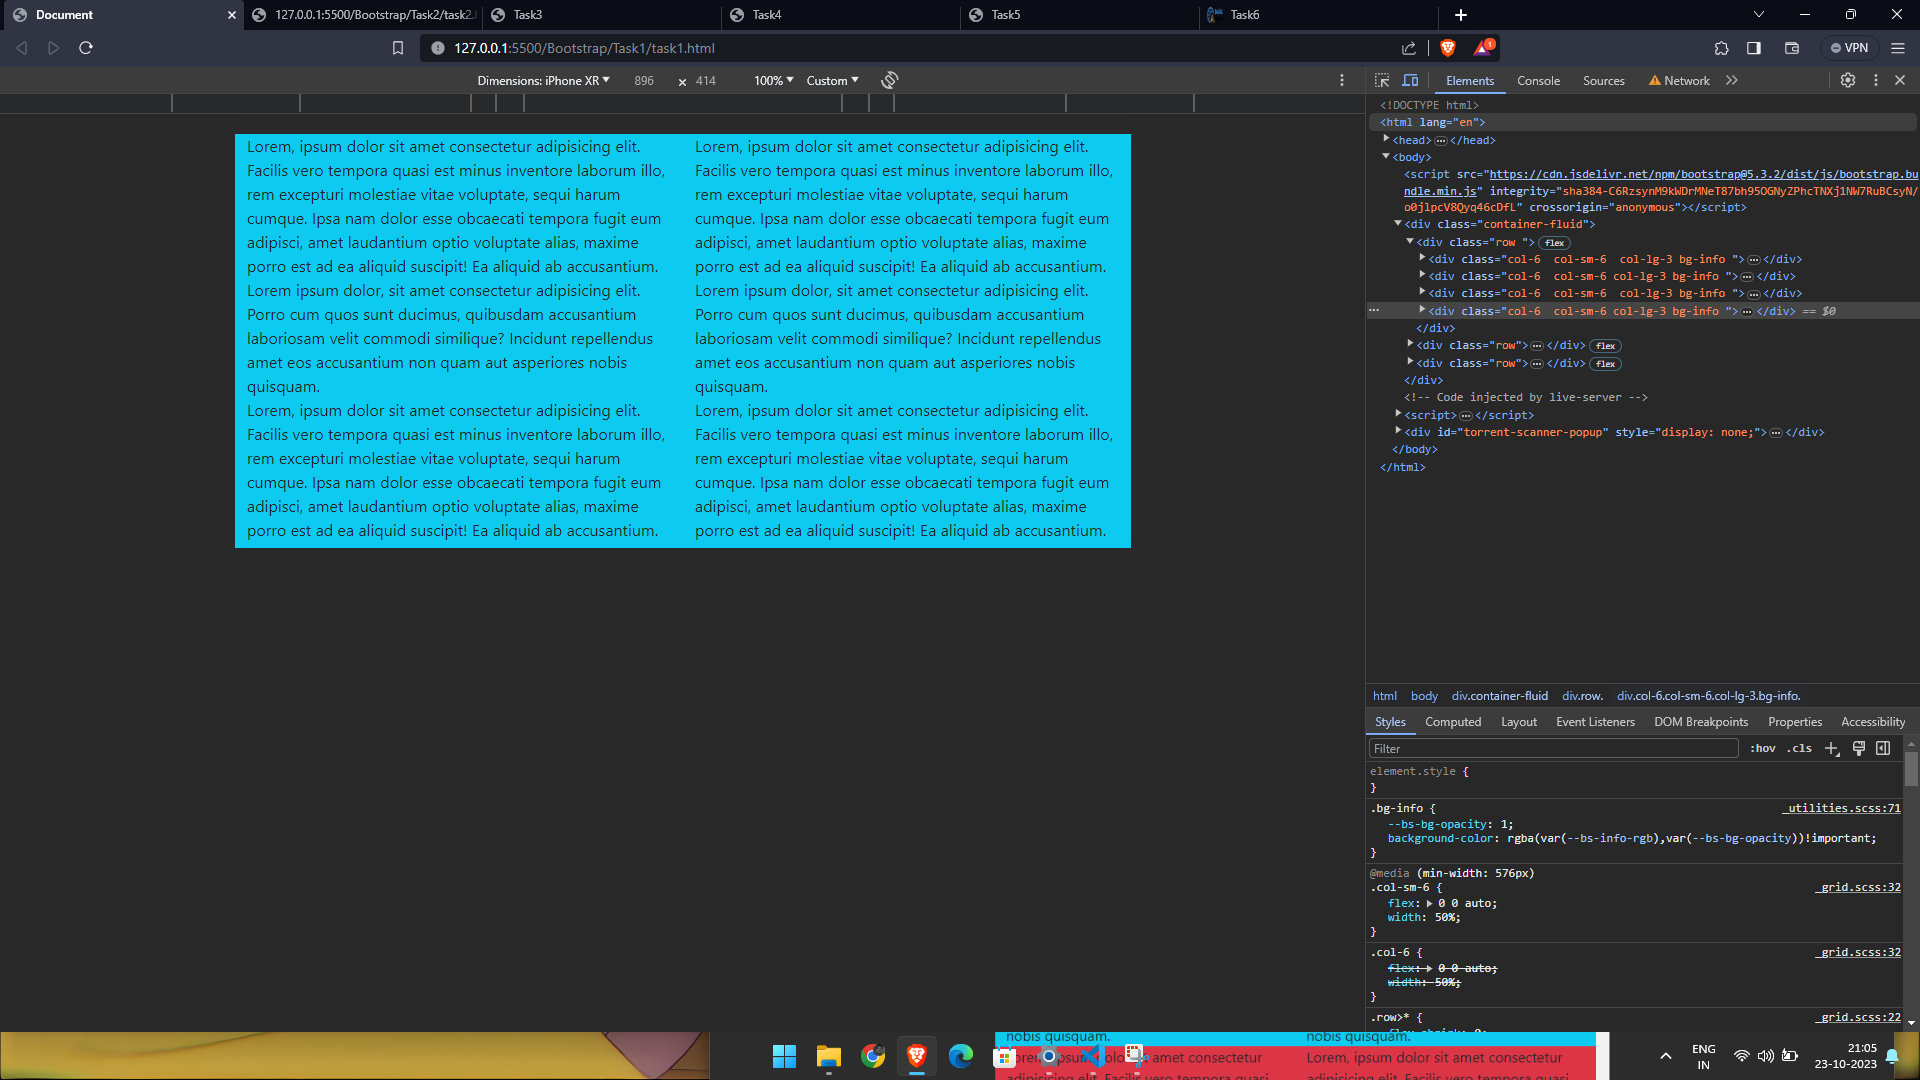 Document
127.0.0.1:5500/Bootstrap/Task2/task2.
Task3
Task4
Task5
Task6
127.0.0.1:5500/Bootstrap/Task1/task1.html
1
VPN
Dimensions: iPhone XR
896
×
414
100%
Custom
Elements
Console
Sources
Network
Lorem, ipsum dolor sit amet consectetur adipisicing elit.
Facilis vero tempora quasi est minus inventore laborum illo,
rem excepturi molestiae vitae voluptate, sequi harum
cumque. Ipsa nam dolor esse obcaecati tempora fugit eum
adipisci, amet laudantium optio voluptate alias, maxime
porro est ad ea aliquid suscipit! Ea aliquid ab accusantium.
Lorem ipsum dolor, sit amet consectetur adipisicing elit.
Porro cum quos sunt ducimus, quibusdam accusantium
laboriosam velit commodi similique? Incidunt repellendus
amet eos accusantium non quam aut asperiores nobis
quisquam.
Lorem, ipsum dolor sit amet consectetur adipisicing elit.
Facilis vero tempora quasi est minus inventore laborum illo,
rem excepturi molestiae vitae voluptate, sequi harum
cumque. Ipsa nam dolor esse obcaecati tempora fugit eum
adipisci, amet laudantium optio voluptate alias, maxime
porro est ad ea aliquid suscipit! Ea aliquid ab accusantium.
Lorem, ipsum dolor sit amet consectetur adipisicing elit.
Facilis vero tempora quasi est minus inventore laborum illo,
rem excepturi molestiae vitae voluptate, sequi harum
cumque. Ipsa nam dolor esse obcaecati tempora fugit eum
adipisci, amet laudantium optio voluptate alias, maxime
porro est ad ea aliquid suscipit! Ea aliquid ab accusantium.
Lorem ipsum dolor, sit amet consectetur adipisicing elit.
Porro cum quos sunt ducimus, quibusdam accusantium
laboriosam velit commodi similique? Incidunt repellendus
amet eos accusantium non quam aut asperiores nobis
quisquam.
Lorem, ipsum dolor sit amet consectetur adipisicing elit.
Facilis vero tempora quasi est minus inventore laborum illo,
rem excepturi molestiae vitae voluptate, sequi harum
cumque. Ipsa nam dolor esse obcaecati tempora fugit eum
adipisci, amet laudantium optio voluptate alias, maxime
porro est ad ea aliquid suscipit! Ea aliquid ab accusantium.
<!DOCTYPE html>
<html lang="en">
<head>…</head>
<body>
<script src="https://cdn.jsdelivr.net/npm/bootstrap@5.3.2/dist/js/bootstrap.bu
ndle.min.js" integrity="sha384-C6RzsynM9kWDrMNeT87bh95OGNyZPhcTNXj1NW7RuBCsyN/
o0jlpcV8Qyq46cDfL" crossorigin="anonymous"></script>
<div class="container-fluid">
<div class="row "> flex
<div class="col-6  col-sm-6  col-lg-3 bg-info ">…</div>
<div class="col-6  col-sm-6 col-lg-3 bg-info ">…</div>
<div class="col-6  col-sm-6  col-lg-3 bg-info ">…</div>
<div class="col-6  col-sm-6 col-lg-3 bg-info ">…</div> == $0
</div>
<div class="row">…</div> flex
<div class="row">…</div> flex
</div>
<!-- Code injected by live-server -->
<script>…</script>
<div id="torrent-scanner-popup" style="display: none;">…</div>
</body>
</html>
html body div.container-fluid div.row. div.col-6.col-sm-6.col-lg-3.bg-info.
Styles Computed Layout Event Listeners DOM Breakpoints Properties Accessibility
Filter
:hov .cls
element.style {
}
.bg-info { _utilities.scss:71
--bs-bg-opacity: 1;
background-color: rgba(var(--bs-info-rgb),var(--bs-bg-opacity))!important;
}
@media (min-width: 576px)
.col-sm-6 { _grid.scss:32
flex: 0 0 auto;
width: 50%;
}
.col-6 { _grid.scss:32
flex: 0 0 auto;
width: 50%;
}
.row>* { _grid.scss:22
nobis quisquam.
nobis quisquam.
amet consectetur
Lorem, ipsum dolor sit amet consectetur
ENG
IN
21:05
23-10-2023